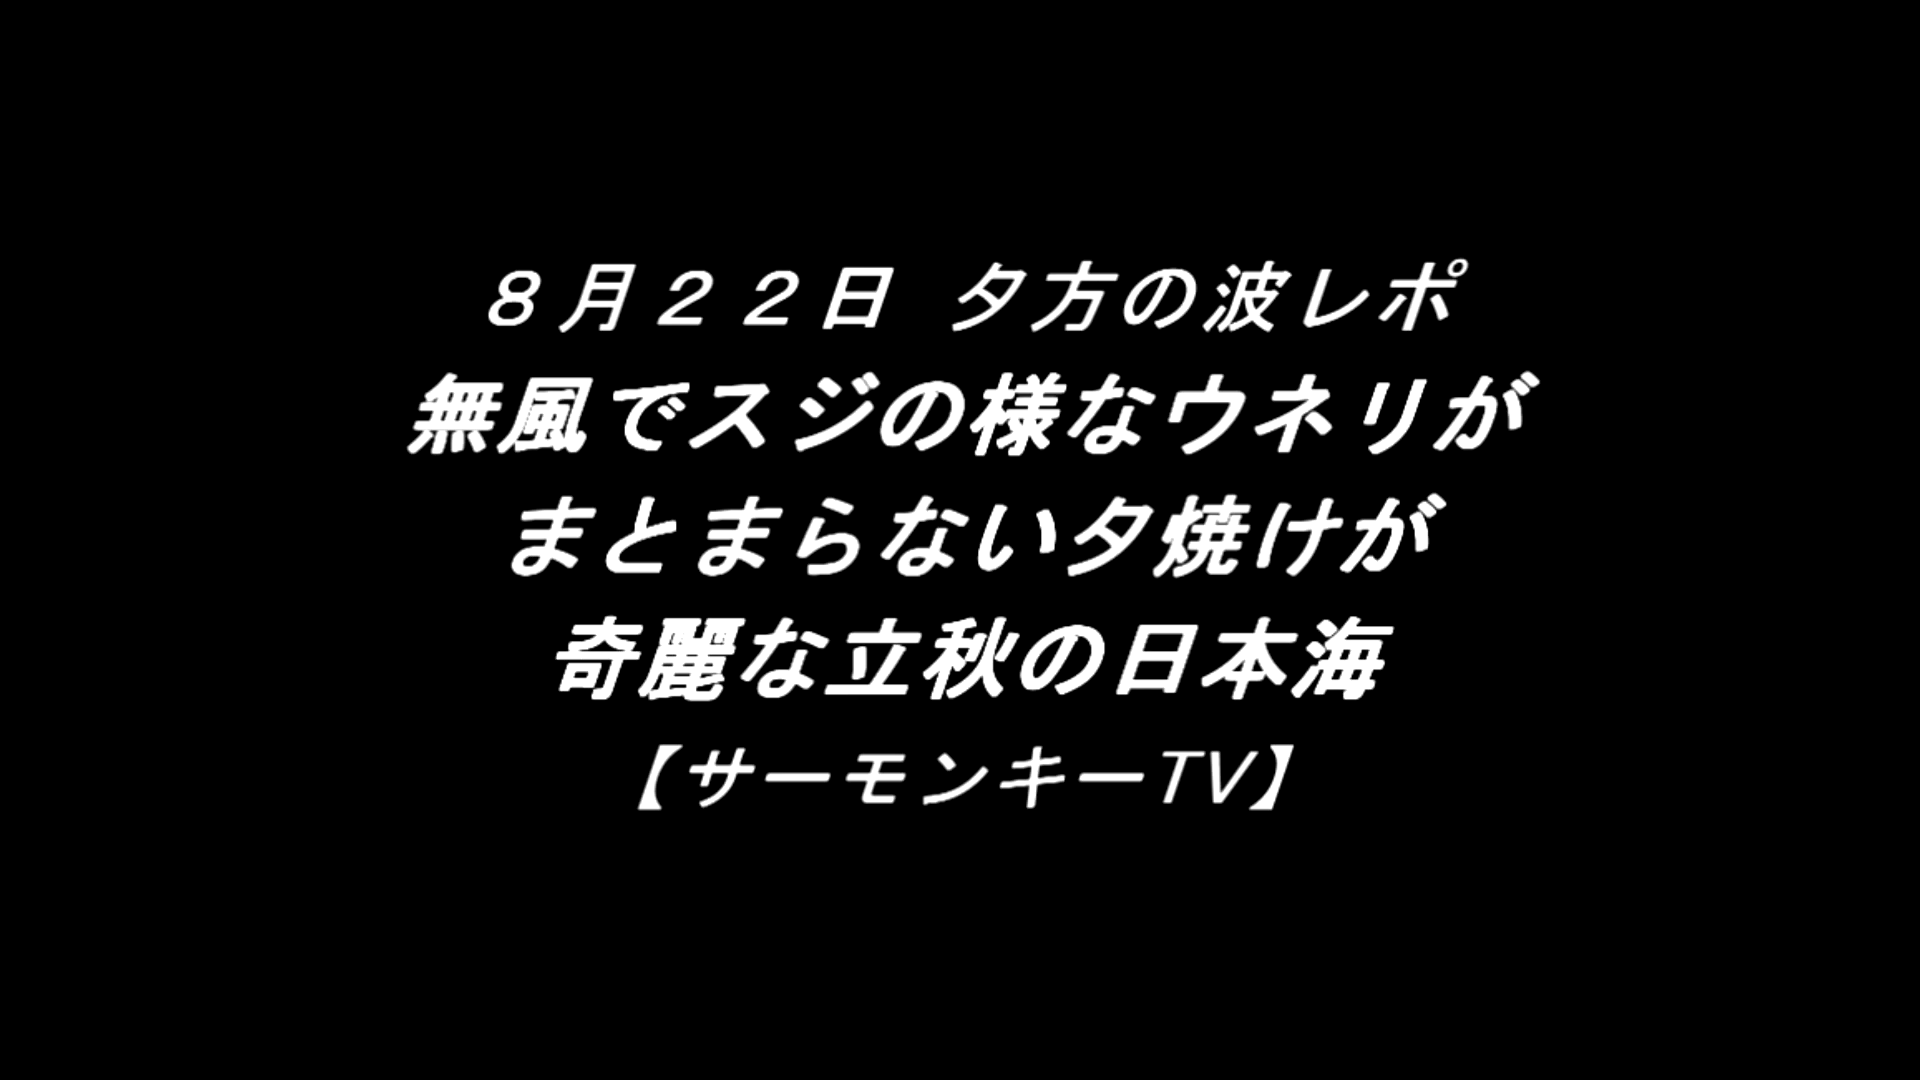 ８月２２日　夕方の波レポ
無風でスジの様なウネリが
まとまらない夕焼けが
奇麗な立秋の日本海
【サーモンキーTV】